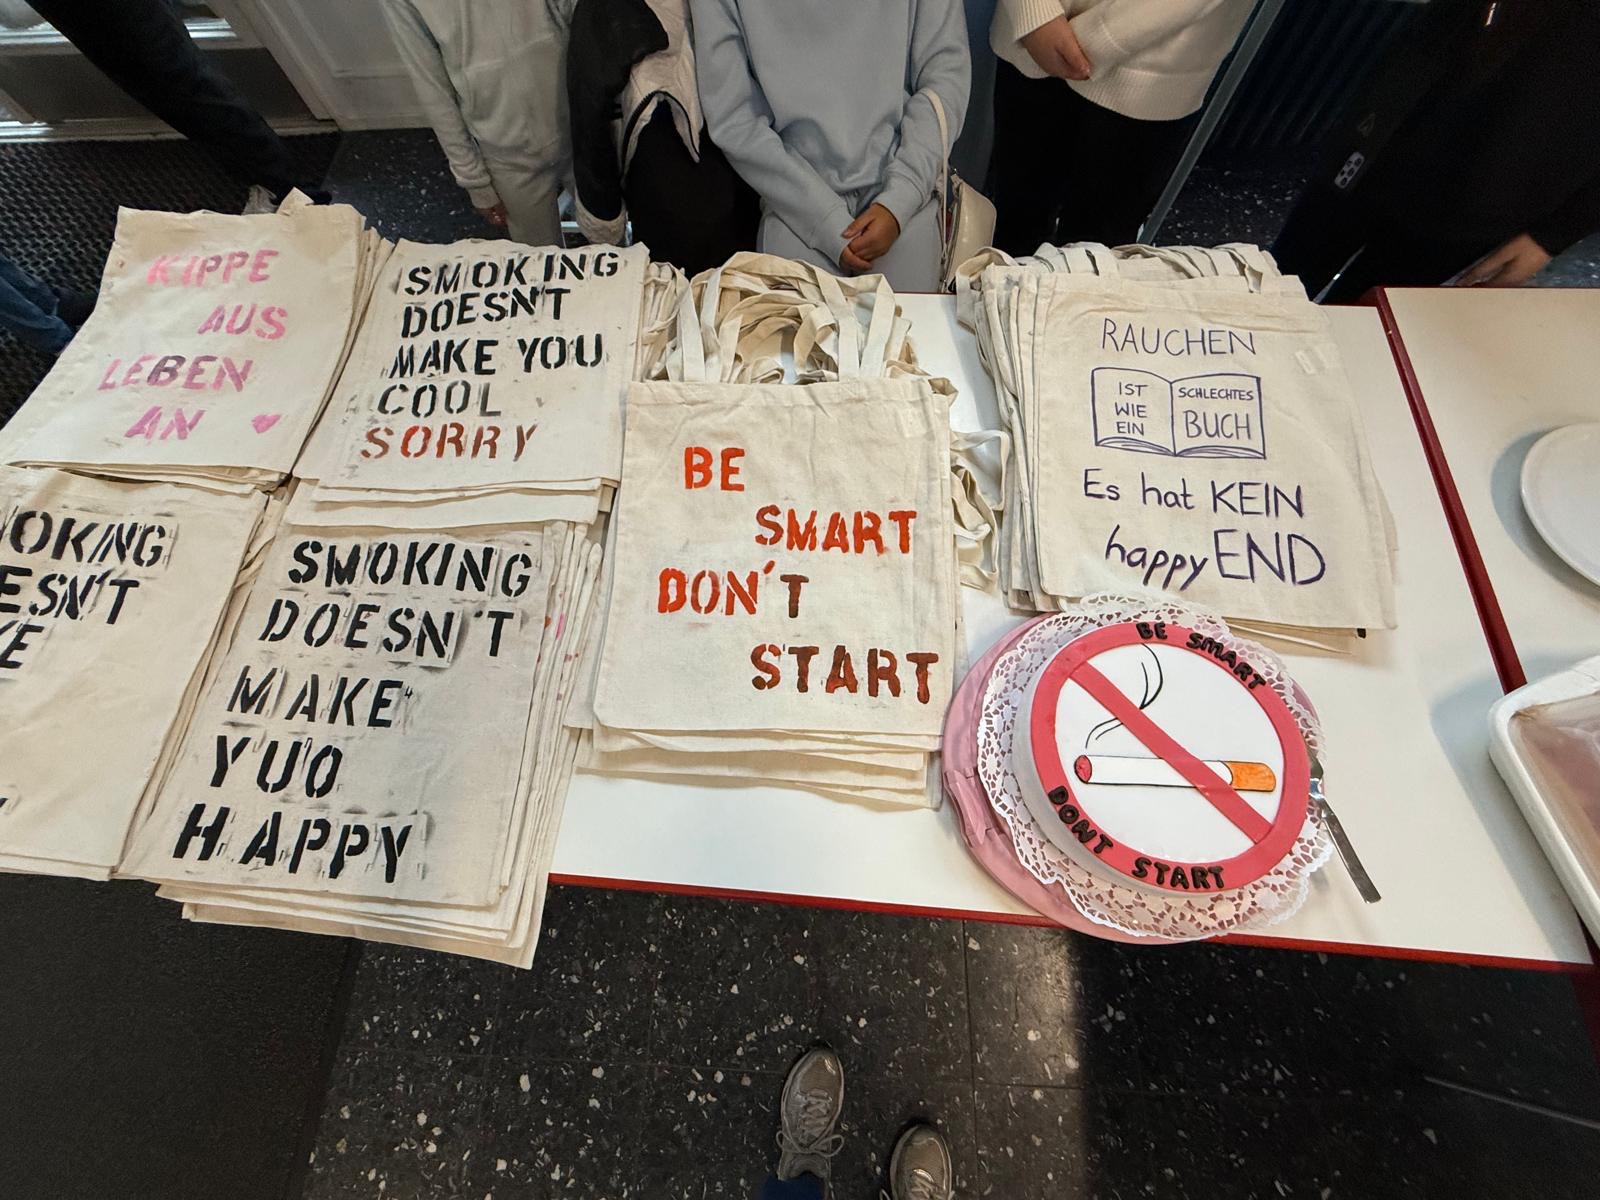 KIPPE
AUS
LEBEN
AN
SMOKING
DOESN'T
MAKE YOU
COOL
SORRY
OKING
ESN'T
KE
SMOKING
DOESN'T
MAKE
YUO
HAPPY
BE
SMART
DON'T
START
RAUCHEN
IST
WIE
EIN
SCHLECHTES
BUCH
Es hat KEIN
happy END
BE SMART
DONT START